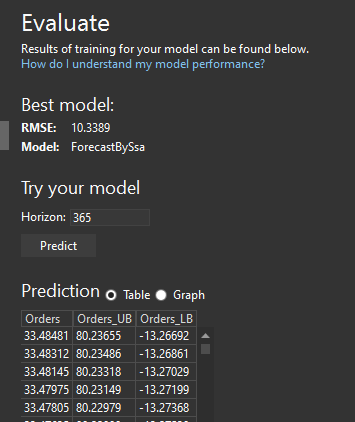 Evaluate
Results of training for your model can be found below.
How do I understand my model performance?
Best model:
RMSE: 10.3389
Model: ForecastBySsa
Try your model
Horizon: 365
Predict
Prediction Table Graph
Orders Orders_UB Orders_LB
33.48481 80.23655 -13.26692
33.48312 80.23486 -13.26861
33.48145 80.23318 -13.27029
33.47975 80.23149 -13.27199
33.47805 80.22979 -13.27368